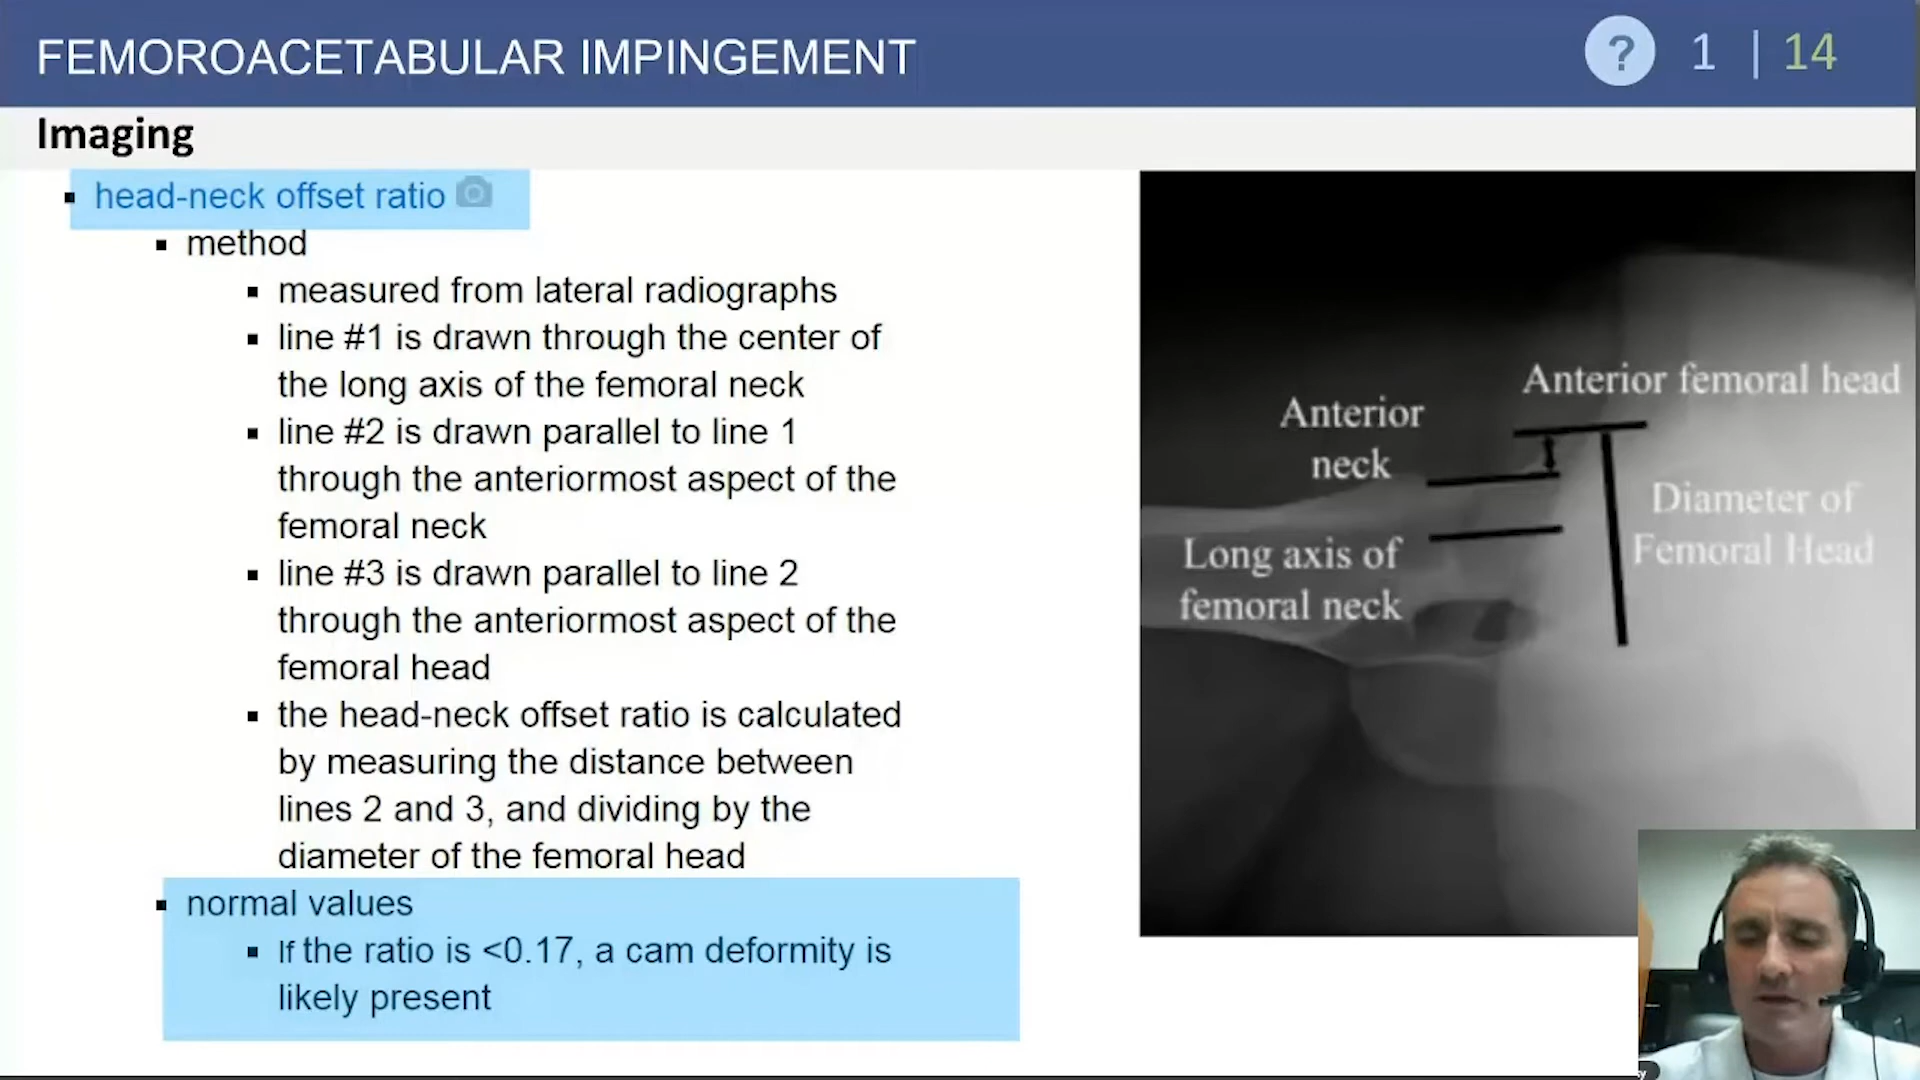 FEMOROACETABULAR IMPINGEMENT
? 1 | 14
Imaging
head-neck offset ratio
method
measured from lateral radiographs
line #1 is drawn through the center of
the long axis of the femoral neck
line #2 is drawn parallel to line 1
through the anteriormost aspect of the
femoral neck
line #3 is drawn parallel to line 2
through the anteriormost aspect of the
femoral head
the head-neck offset ratio is calculated
by measuring the distance between
lines 2 and 3, and dividing by the
diameter of the femoral head
normal values
If the ratio is <0.17, a cam deformity is
likely present
Anterior femoral head
Anterior
neck
Diameter of
Femoral Head
Long axis of
femoral neck